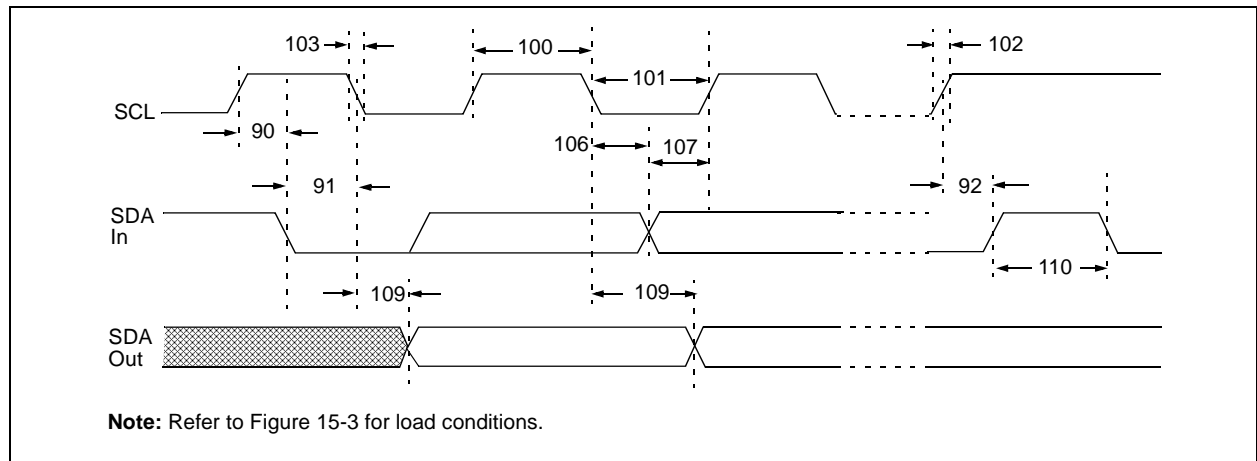 103
100
102
101
SCL
90
106
107
91
92
SDA
In
110
109
109
SDA
Out
Note: Refer to Figure 15-3 for load conditions.